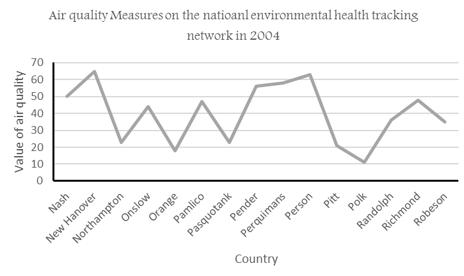 Air quality Measures on the natioanl environmental health tracking
network in 2004
Value of air quality
70
60
50
40
30
20
10
0
Nash
New Hanover
Northampton
Onslow
Orange
Pamlico
Pasquotank
Pender
Perquimans
Person
Pitt
Polk
Randolph
Richmond
Robeson
Country